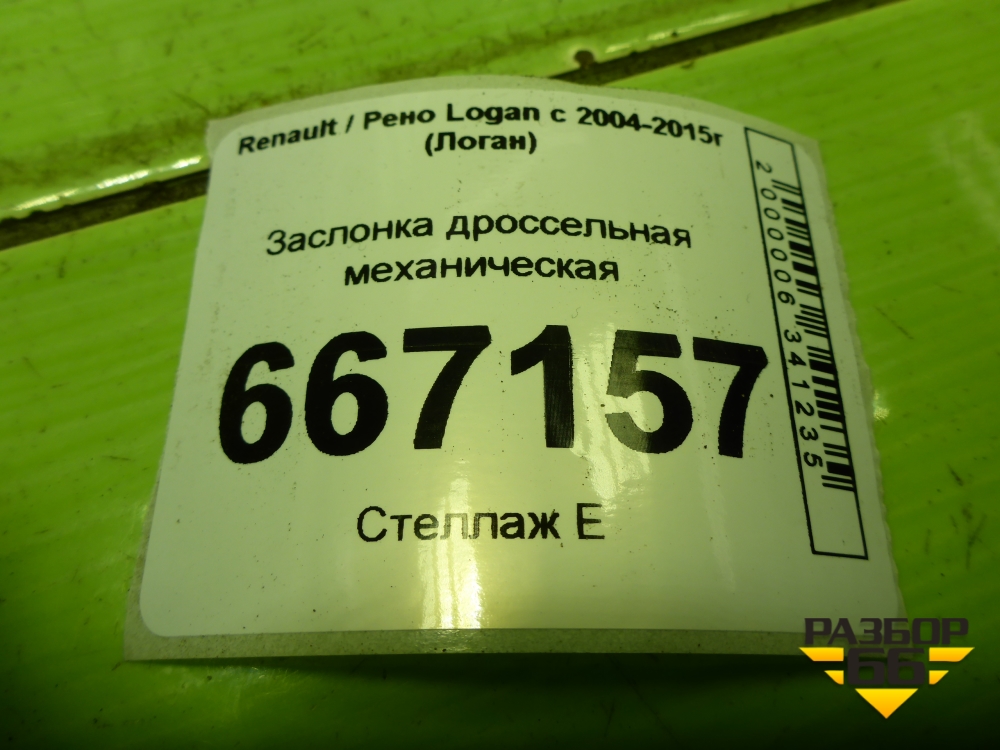 Renault / Рено Logan с 2004-2015г
(Логан)
Заслонка дроссельная
механическая
667157
Стеллаж Е
2000006341235
РАЗБОР
66